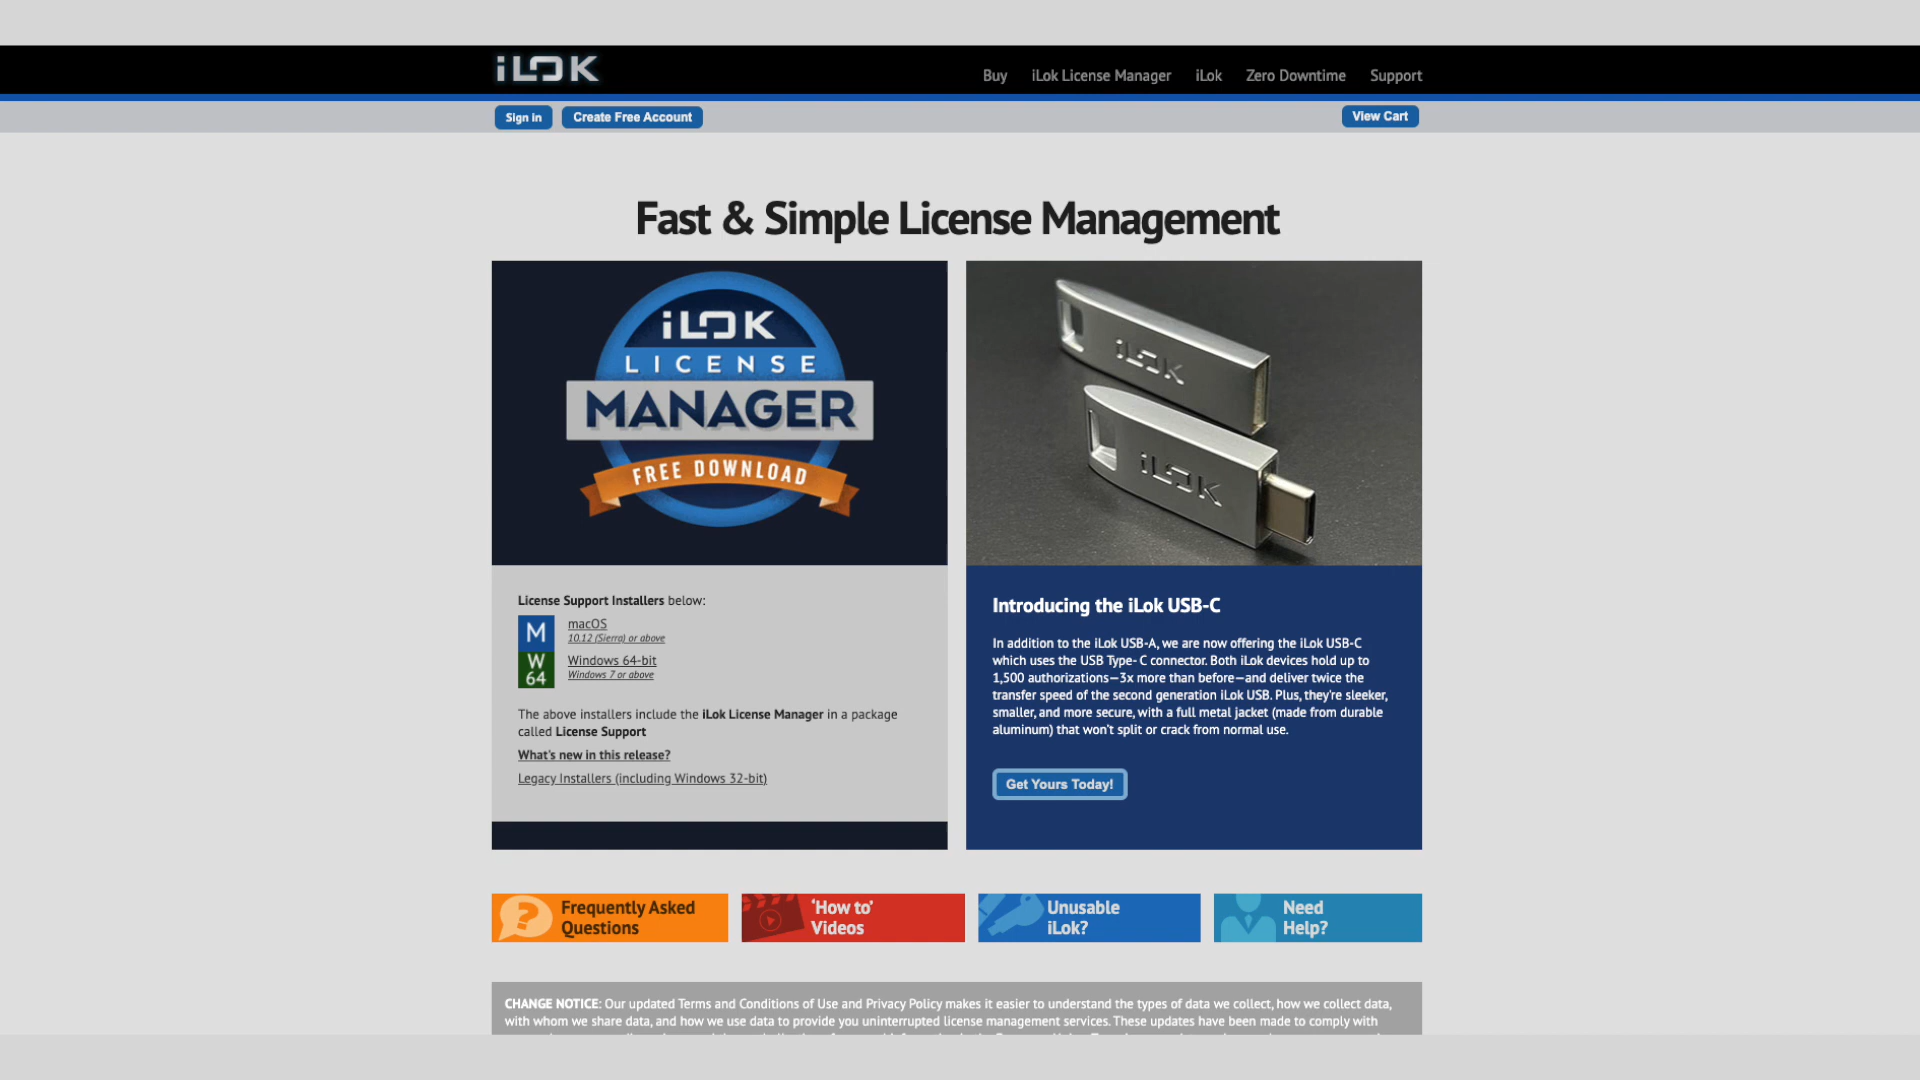 iLOK
Buy
iLok License Manager
iLok
Zero Downtime
Support
Sign in
Create Free Account
View Cart
Fast & Simple License Management
iLOK
LICENSE
MANAGER
FREE DOWNLOAD
iLOK
iLOK
License Support Installers below:
M
macOS
10.12 (Sierra) or above
W
64
Windows 64-bit
Windows 7 or above
The above installers include the iLok License Manager in a package
called License Support
What's new in this release?
Legacy Installers (including Windows 32-bit)
Introducing the iLok USB-C
In addition to the iLok USB-A, we are now offering the iLok USB-C
which uses the USB Type- C connector. Both iLok devices hold up to
1,500 authorizations—3x more than before—and deliver twice the
transfer speed of the second generation iLok USB. Plus, they're sleeker,
smaller, and more secure, with a full metal jacket (made from durable
aluminum) that won't split or crack from normal use.
Get Yours Today!
Frequently Asked
Questions
'How to'
Videos
Unusable
iLok?
Need
Help?
CHANGE NOTICE: Our updated Terms and Conditions of Use and Privacy Policy makes it easier to understand the types of data we collect, how we collect data,
with whom we share data, and how we use data to provide you uninterrupted license management services. These updates have been made to comply with